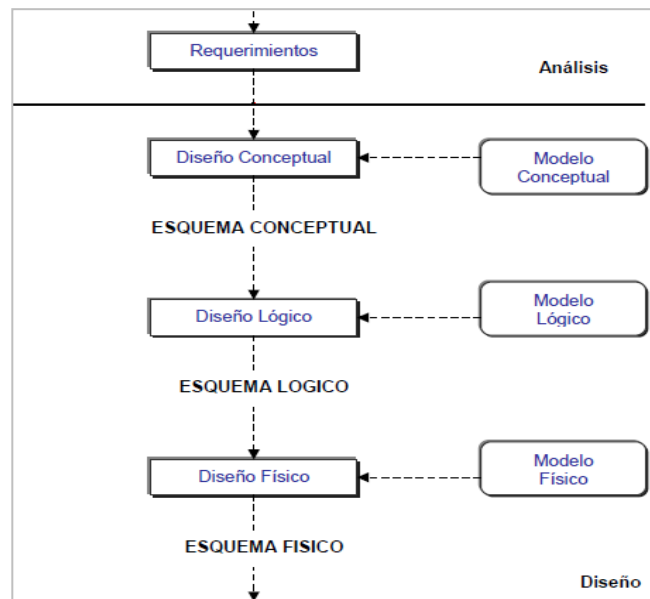 Requerimientos
Análisis
Diseño Conceptual
Modelo
Conceptual
ESQUEMA CONCEPTUAL
Diseño Lógico
Modelo
Lógico
ESQUEMA LOGICO
Diseño Físico
Modelo
Físico
ESQUEMA FISICO
Diseño